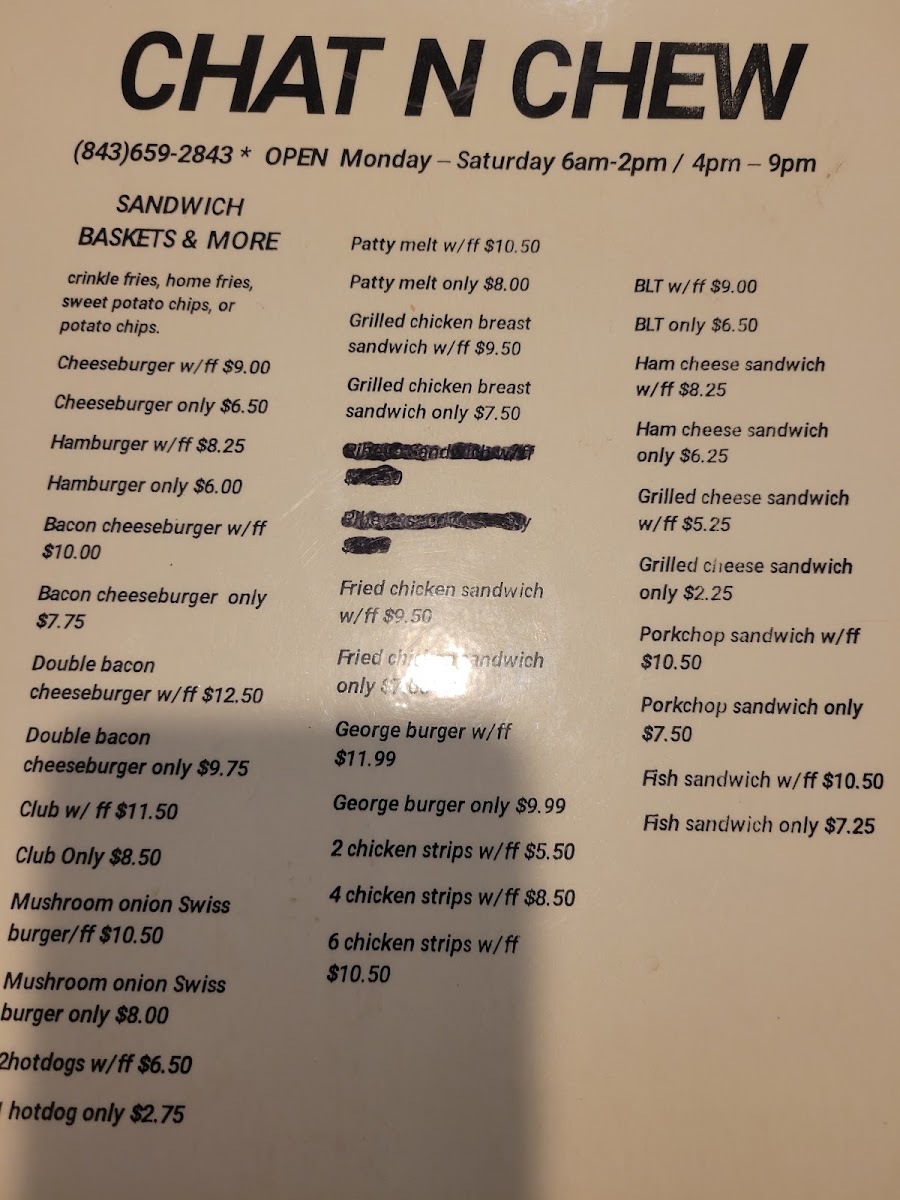 CHAT N CHEW
(843)659-2843 * OPEN Monday – Saturday 6am-2pm / 4pm – 9pm
SANDWICH
BASKETS & MORE
crinkle fries, home fries,
sweet potato chips, or
potato chips.
Cheeseburger w/ff $9.00
Cheeseburger only $6.50
Hamburger w/ff $8.25
Hamburger only $6.00
Bacon cheeseburger w/ff
$10.00
Bacon cheeseburger only
$7.75
Double bacon
cheeseburger w/ff $12.50
Double bacon
cheeseburger only $9.75
Club w/ ff $11.50
Club Only $8.50
Mushroom onion Swiss
burger/ff $10.50
Mushroom onion Swiss
burger only $8.00
2hotdogs w/ff $6.50
hotdog only $2.75
Patty melt w/ff $10.50
Patty melt only $8.00
Grilled chicken breast
sandwich w/ff $9.50
Grilled chicken breast
sandwich only $7.50
Fried chicken sandwich
w/ff $9.50
Fried chicken sandwich
only
George burger w/ff
$11.99
George burger only $9.99
2 chicken strips w/ff $5.50
4 chicken strips w/ff $8.50
6 chicken strips w/ff
$10.50
BLT w/ff $9.00
BLT only $6.50
Ham cheese sandwich
w/ff $8.25
Ham cheese sandwich
only $6.25
Grilled cheese sandwich
w/ff $5.25
Grilled cheese sandwich
only $2.25
Porkchop sandwich w/ff
$10.50
Porkchop sandwich only
$7.50
Fish sandwich w/ff $10.50
Fish sandwich only $7.25